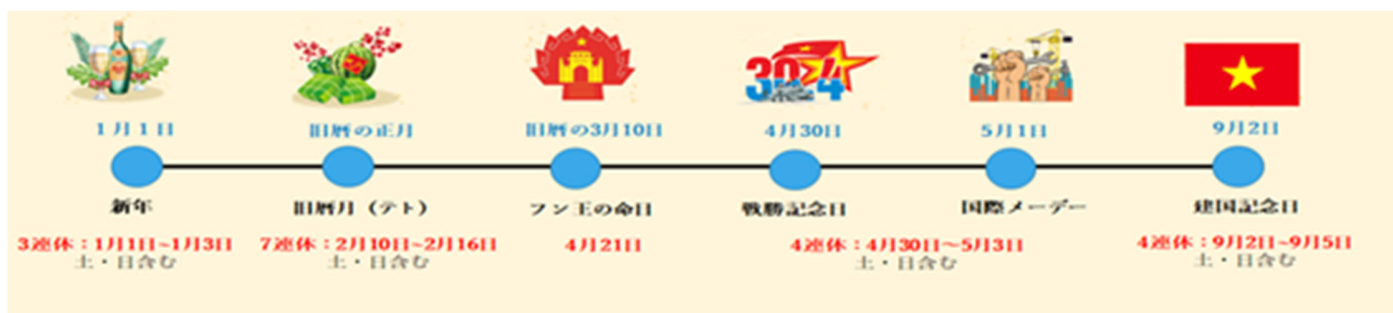 30 4
1月1日
旧暦の正月
旧暦の3月10日
4月30日
5月1日
9月2日
新年
旧暦月（テト）
フン王の命日
戦勝記念日
国際メーデー
建国記念日
3連休：1月1日~1月3日
土・日含む
7連休：2月10日~2月16日
土・日含む
4月21日
4連休：4月30日～5月3日
土・日含む
4連休：9月2日~9月5日
土・日含む